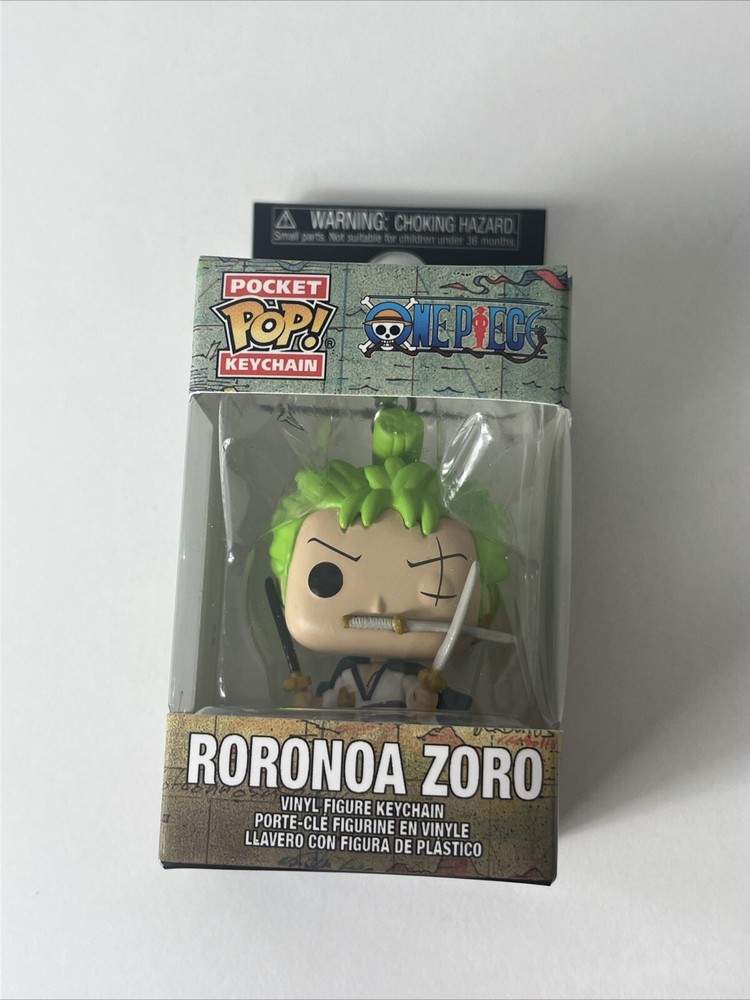 WARNING: CHOKING HAZARD.
Small parts. Not suitable for children under 36 months.
POCKET
POP!®
KEYCHAIN
ONE PIECE
RORONOA ZORO
VINYL FIGURE KEYCHAIN
PORTE-CLÉ FIGURINE EN VINYLE
LLAVERO CON FIGURA DE PLÁSTICO